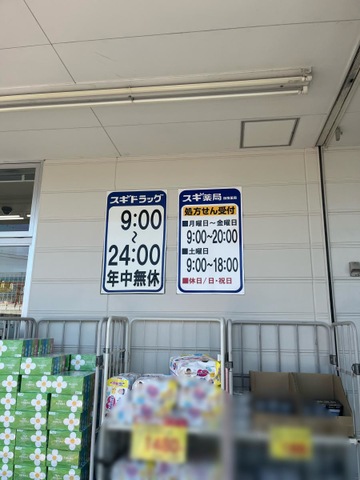 スギドラッグ
9:00
〜
24:00
年中無休
スギ薬局
処方せん受付
■月曜日〜金曜日
9:00〜20:00
■土曜日
9:00〜18:00
■休日/日・祝日